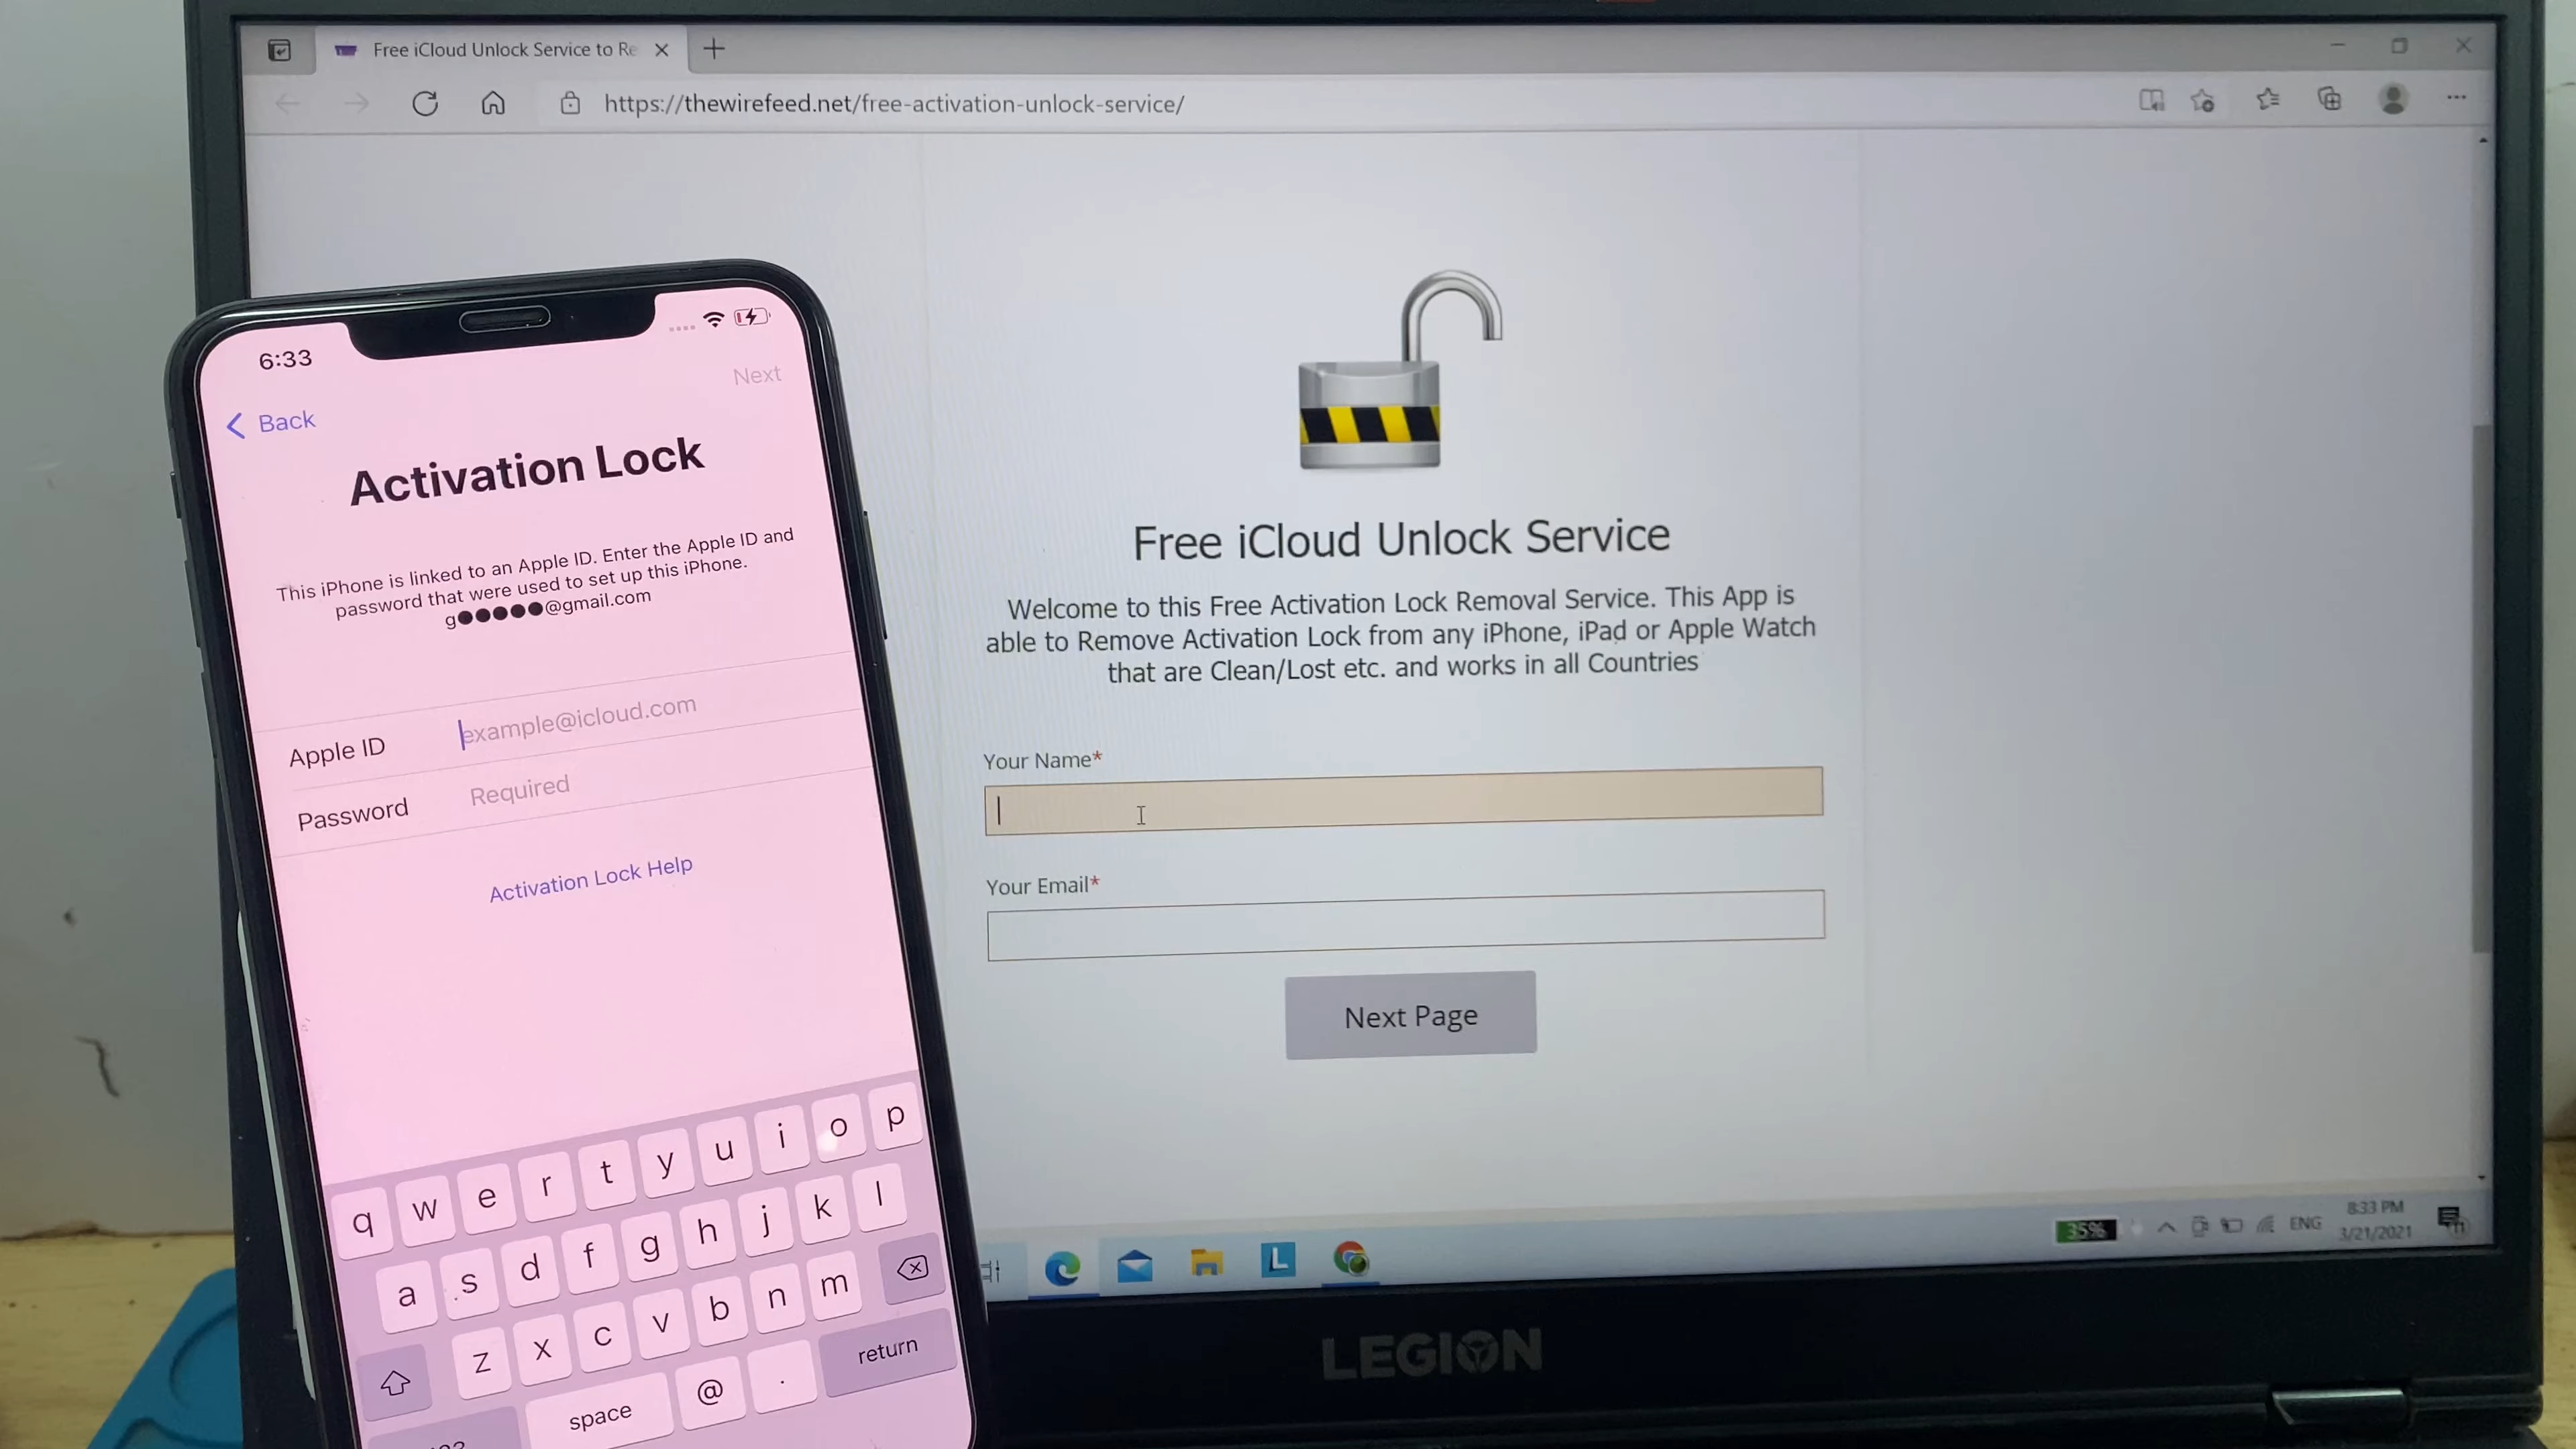 Free iCloud Unlock Service to Re
https://thewirefeed.net/free-activation-unlock-service/
Free iCloud Unlock Service
Welcome to this Free Activation Lock Removal Service. This App is
able to Remove Activation Lock from any iPhone, iPad or Apple Watch
that are Clean/Lost etc. and works in all Countries
Your Name*
Your Email*
Next Page
35%
ENG
8:33 PM
3/21/2021
L
LEGION
6:33
Next
Back
Activation Lock
This iPhone is linked to an Apple ID. Enter the Apple ID and
password that were used to set up this iPhone.
g●●●●●@gmail.com
Apple ID example@icloud.com
Password Required
Activation Lock Help
q w e r t y u i o p
a s d f g h j k l
z x c v b n m
space @ . return